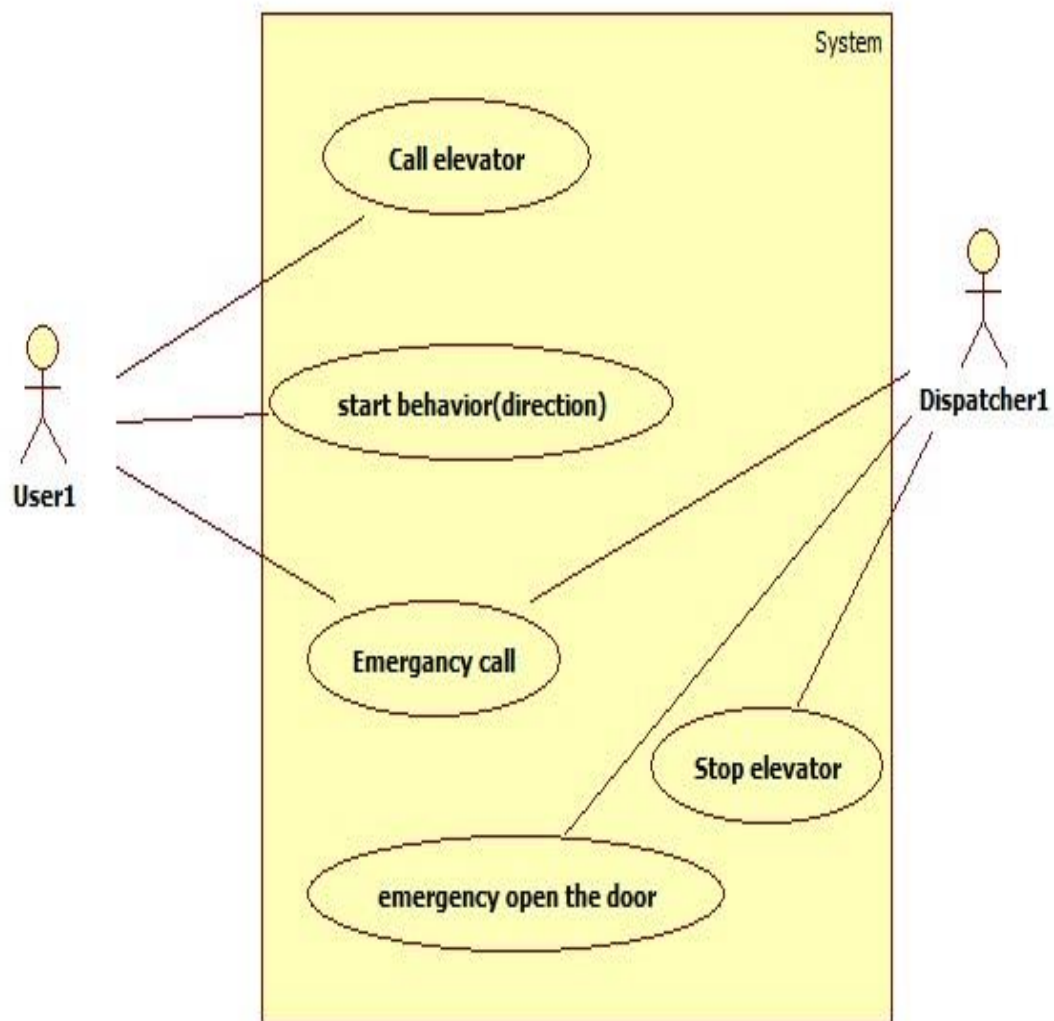 System
Call elevator
start behavior(direction)
Dispatcher1
User1
Emergancy call
Stop elevator
emergency open the door